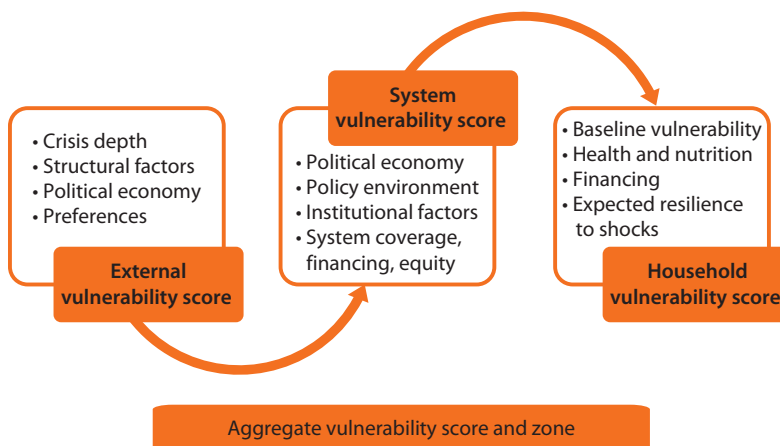 • Crisis depth
• Structural factors
• Political economy
• Preferences
External
vulnerability score
System
vulnerability score
• Political economy
• Policy environment
• Institutional factors
• System coverage,
financing, equity
• Baseline vulnerability
• Health and nutrition
• Financing
• Expected resilience
to shocks
Household
vulnerability score
Aggregate vulnerability score and zone